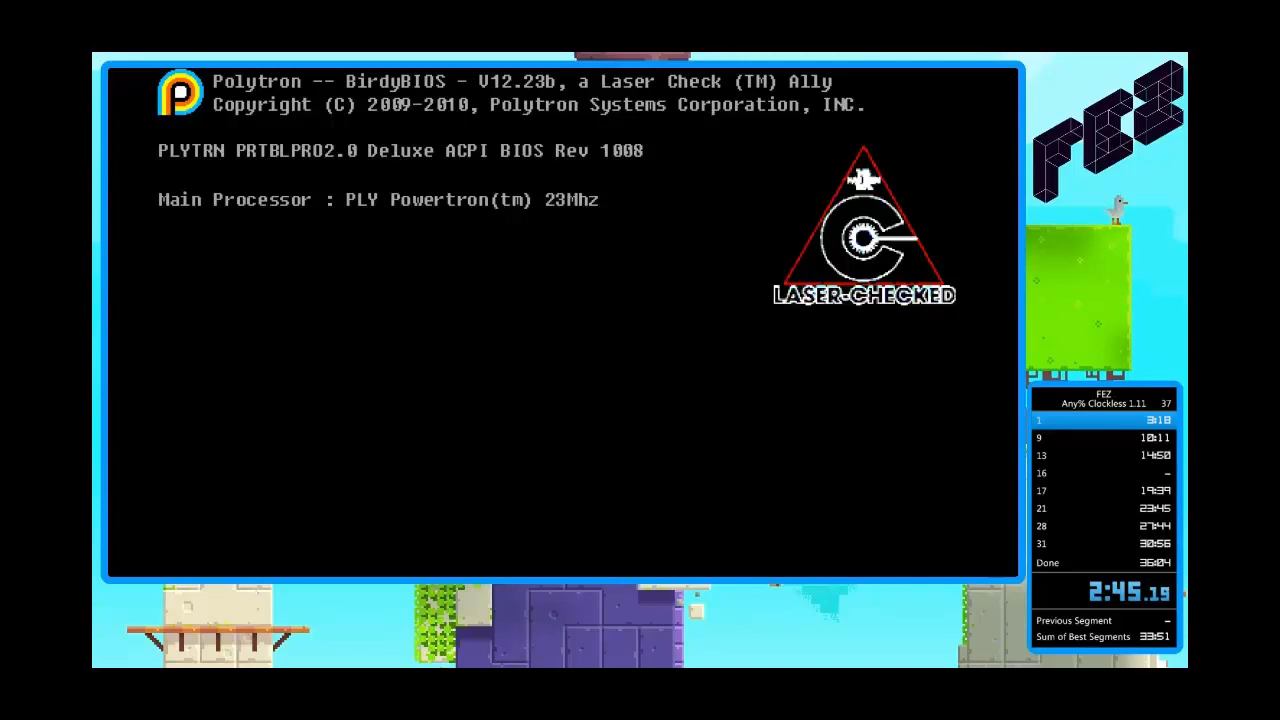 Polytron -- BirdyBIOS - V12.23b, a Laser Check (TM) Ally
Copyright (C) 2009-2010, Polytron Systems Corporation, INC.
PLYTRN PRTBLPRO2.0 Deluxe ACPI BIOS Rev 1008
Main Processor : PLY Powertron(tm) 23Mhz
LASER-CHECKED
FEZ
FEZ
Any% Clockless 1.11 37
1 3:18
9 10:11
13 14:50
16 –
17 19:39
21 23:45
28 27:44
31 30:56
Done 36:04
2:45.19
Previous Segment –
Sum of Best Segments 33:51